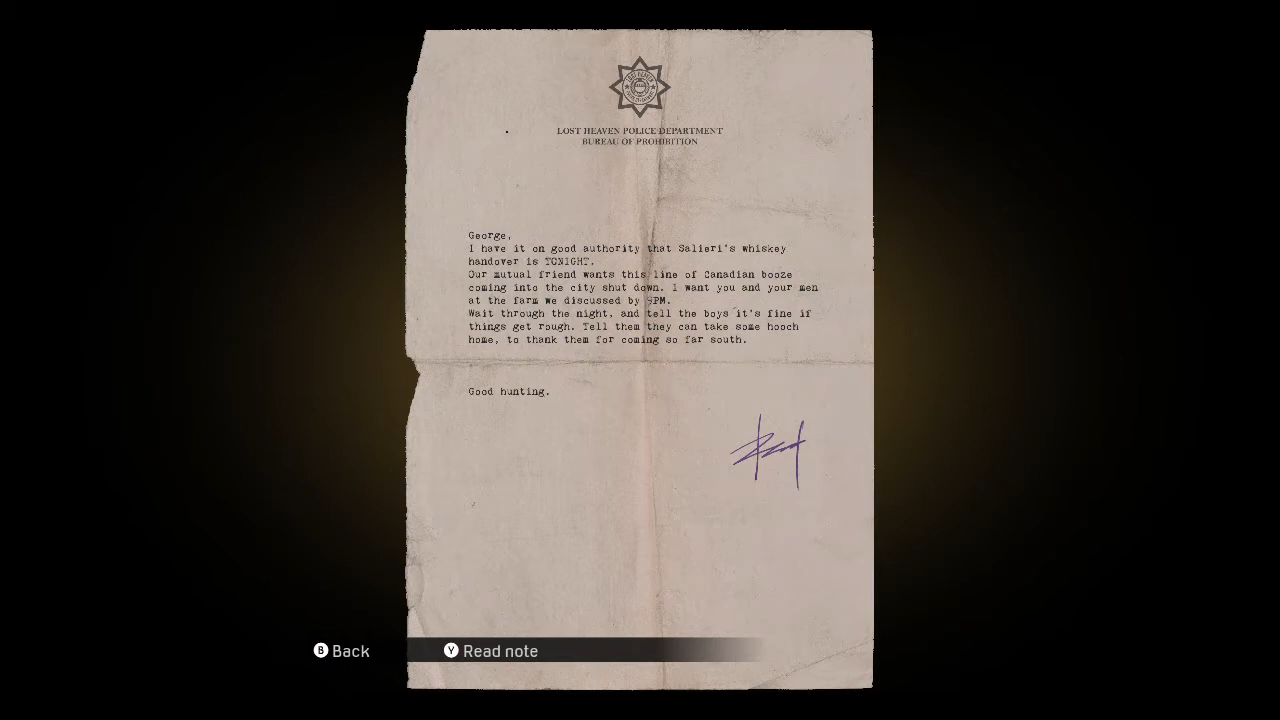 LOST HEAVEN POLICE DEPARTMENT
BUREAU OF PROHIBITION
George,
I have it on good authority that Salieri's whiskey
handover is TONIGHT.
Our mutual friend wants this line of Canadian booze
coming into the city shut down. I want you and your men
at the farm we discussed by 9PM.
Wait through the night, and tell the boys it's fine if
things get rough. Tell them they can take some hooch
home, to thank them for coming so far south.
Good hunting.
B Back
Y Read note